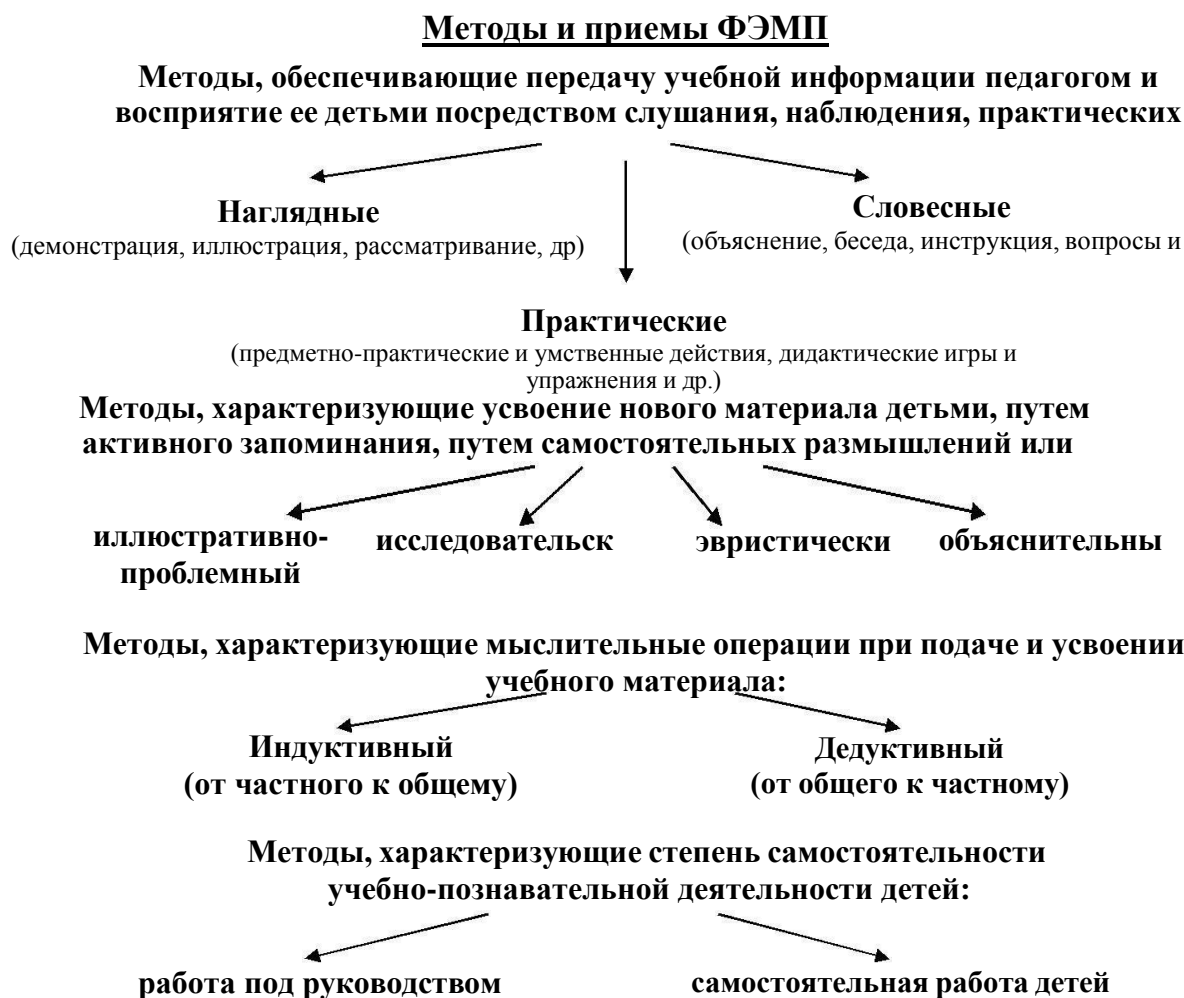 Методы и приемы ФЭМП
Методы, обеспечивающие передачу учебной информации педагогом и
восприятие ее детьми посредством слушания, наблюдения, практических
Наглядные
(демонстрация, иллюстрация, рассматривание, др)
Словесные
(объяснение, беседа, инструкция, вопросы и
Практические
(предметно-практические и умственные действия, дидактические игры и
упражнения и др.)
Методы, характеризующие усвоение нового материала детьми, путем
активного запоминания, путем самостоятельных размышлений или
иллюстративно-
проблемный
исследовательск
эвристически
объяснительны
Методы, характеризующие мыслительные операции при подаче и усвоении
учебного материала:
Индуктивный
(от частного к общему)
Дедуктивный
(от общего к частному)
Методы, характеризующие степень самостоятельности
учебно-познавательной деятельности детей:
работа под руководством
самостоятельная работа детей